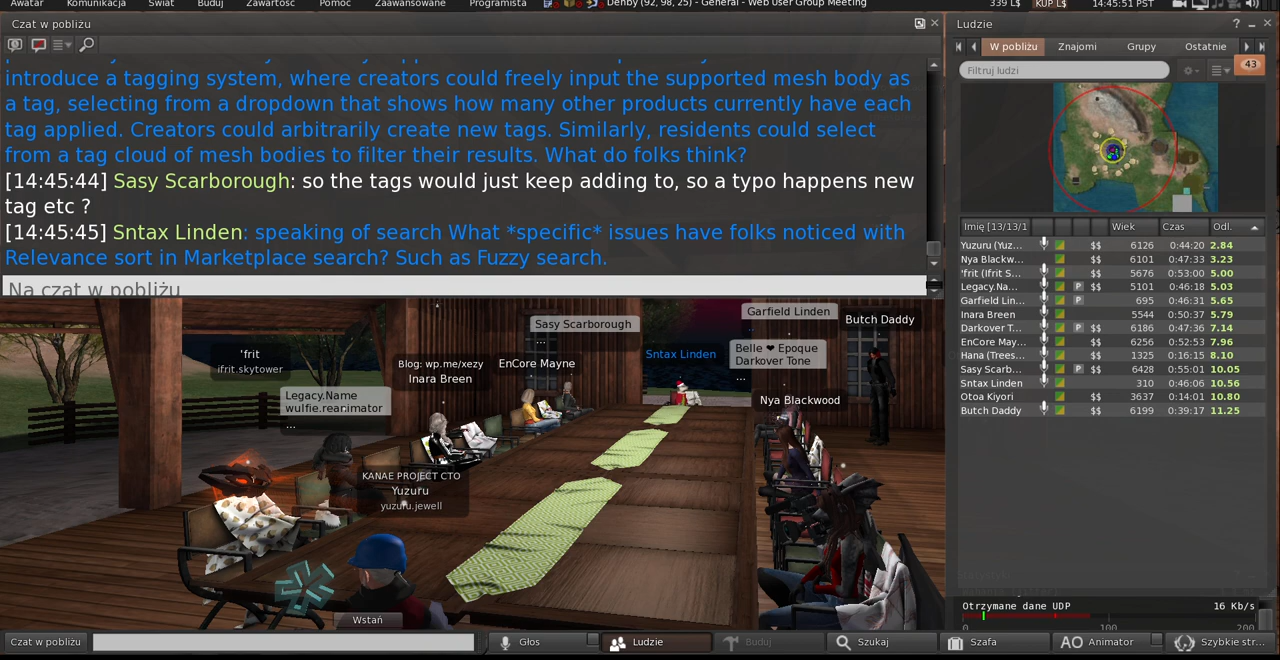 Awatar Komunikacja Świat Buduj Zawartość Pomoc Zaawansowane Programista Denby (92, 98, 25) - General - Web User Group Meeting 339 L$ KUP L$ 14:45:51 PST
Czat w pobliżu
introduce a tagging system, where creators could freely input the supported mesh body as
a tag, selecting from a dropdown that shows how many other products currently have each
tag applied. Creators could arbitrarily create new tags. Similarly, residents could select
from a tag cloud of mesh bodies to filter their results. What do folks think?
[14:45:44] Sasy Scarborough: so the tags would just keep adding to, so a typo happens new
tag etc ?
[14:45:45] Sntax Linden: speaking of search What *specific* issues have folks noticed with
Relevance sort in Marketplace search? Such as Fuzzy search.
Na czat w pobliżu
Garfield Linden
...
Sasy Scarborough
...
Butch Daddy
'frit
ifrit.skytower
Blog: wp.me/xezy
Inara Breen
EnCore Mayne
Sntax Linden
Belle ❤ Epoque
Darkover Tone
...
Legacy.Name
wulfie.reanimator
...
Nya Blackwood
KANAE PROJECT CTO
Yuzuru
yuzuru.jewell
Wstań
Ludzie
W pobliżu Znajomi Grupy Ostatnie
Filtruj ludzi
43
Imię [13/13/1 Wiek Czas Odl.
Yuzuru (Yuz... $$ 6126 0:44:20 2.84
Nya Blackw... $$ 6101 0:47:33 3.23
'frit (Ifrit S... $$ 5676 0:53:00 5.00
Legacy.Na... P $$ 5101 0:46:18 5.03
Garfield Lin... P 695 0:46:31 5.65
Inara Breen 5544 0:50:37 5.79
Darkover T... P $$ 6186 0:47:36 7.14
EnCore May... $$ 6256 0:52:53 7.96
Hana (Trees... $$ 1325 0:16:15 8.10
Sasy Scarb... P $$ 6428 0:55:01 10.05
Sntax Linden 310 0:46:06 10.56
Otoa Kiyori $$ 3637 0:14:01 10.80
Butch Daddy $$ 6199 0:39:17 11.25
Otrzymane dane UDP 16 Kb/s
0 100 200
Czat w pobliżu Głos Ludzie Buduj Szukaj Szafa AO Animator Szybkie str...